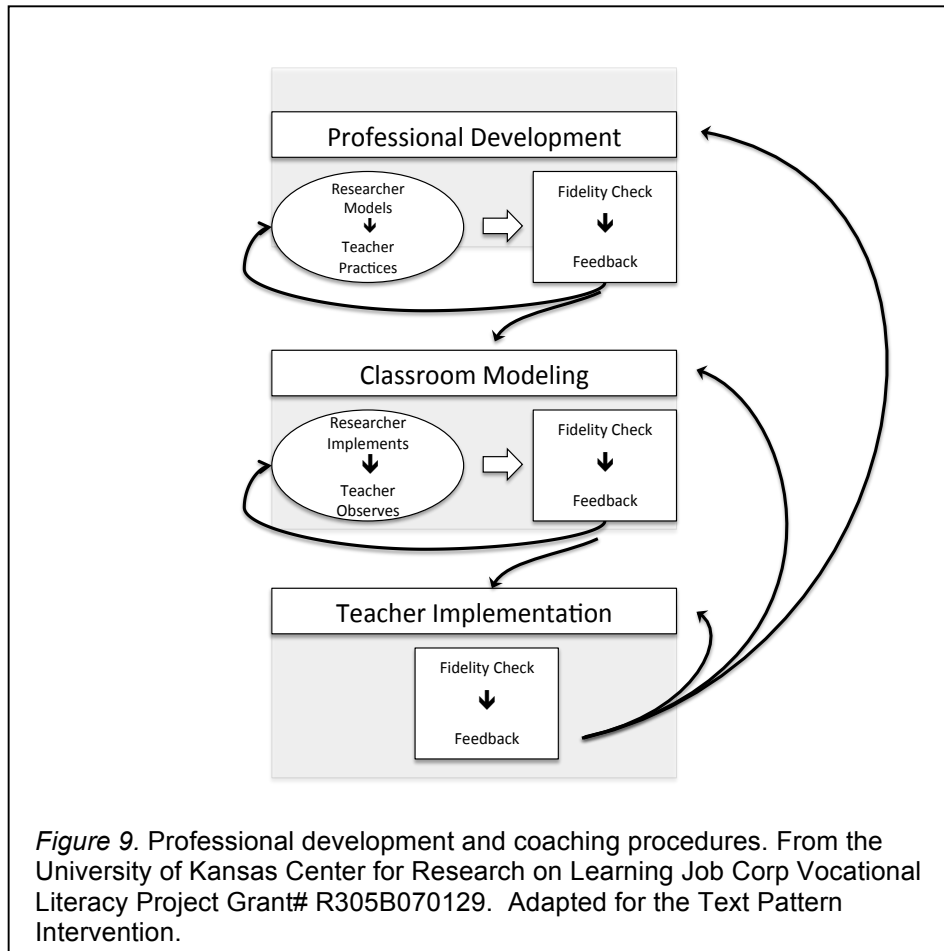 Professional Development
Researcher
Models
Teacher
Practices
Fidelity Check
Feedback
Classroom Modeling
Researcher
Implements
Teacher
Observes
Fidelity Check
Feedback
Teacher Implementation
Fidelity Check
Feedback
Figure 9. Professional development and coaching procedures. From the
University of Kansas Center for Research on Learning Job Corp Vocational
Literacy Project Grant# R305B070129.  Adapted for the Text Pattern
Intervention.